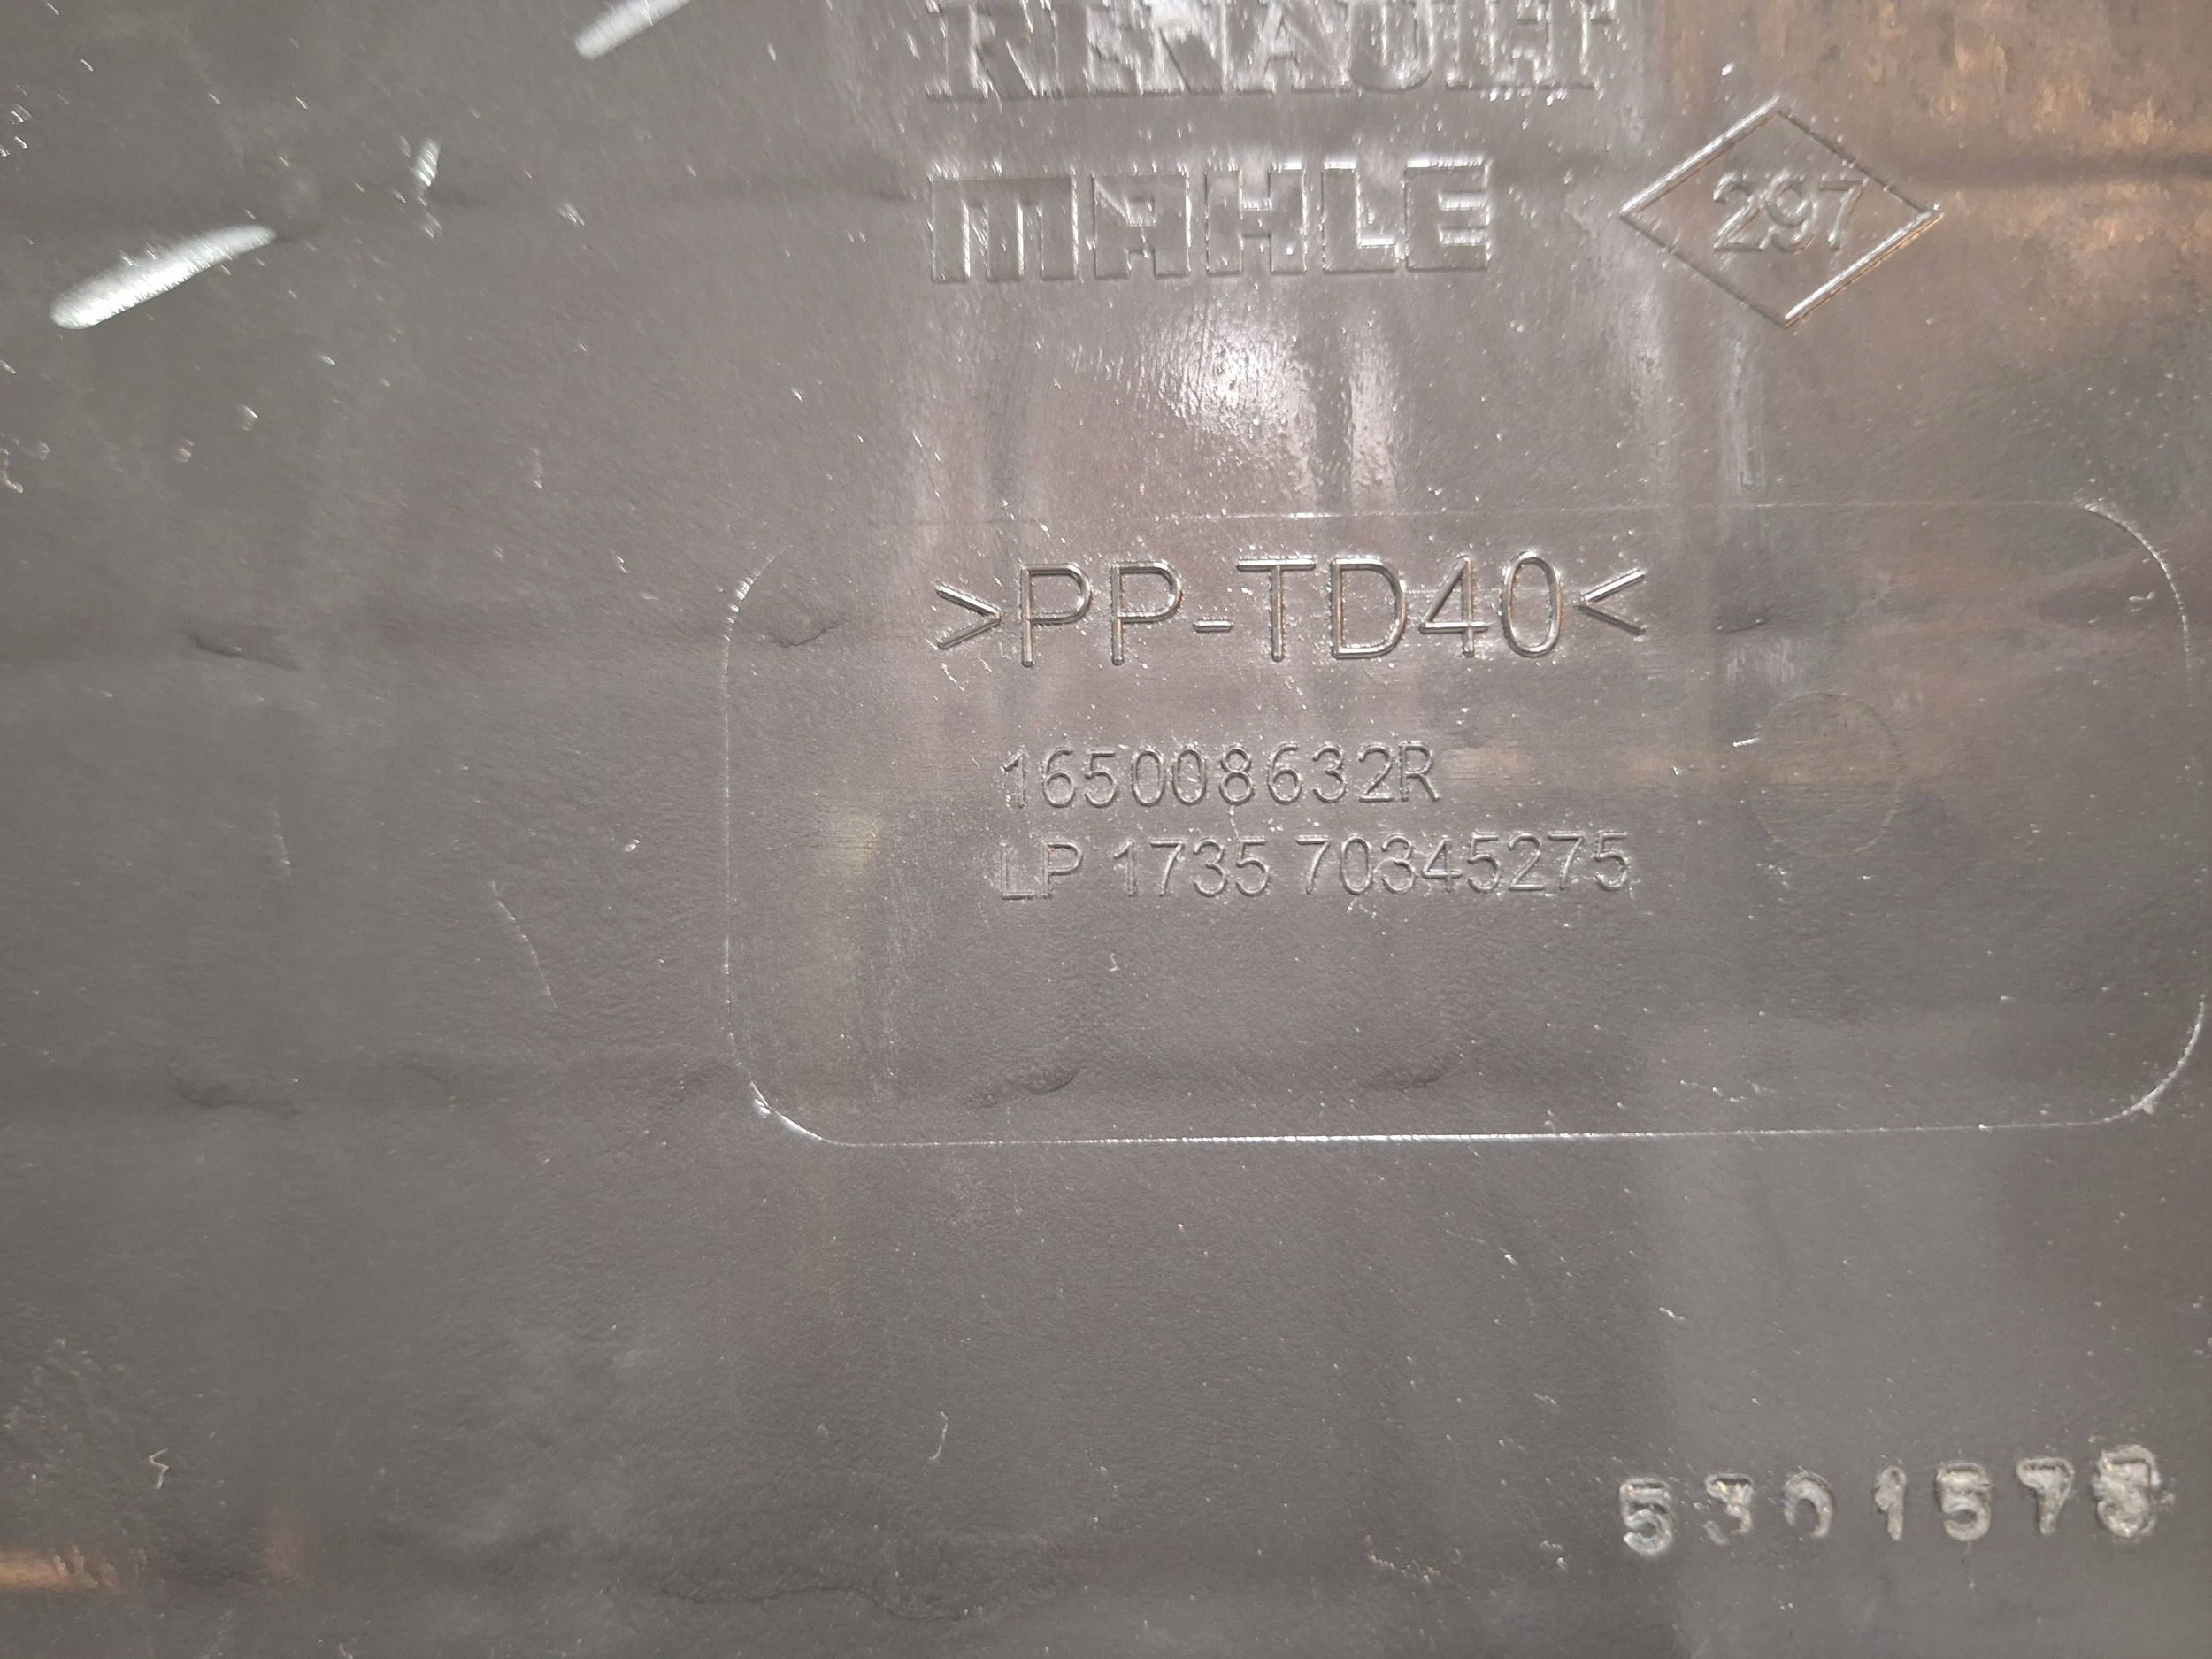 RENAULT
MAHLE
297
>PP-TD40<
165008632R
LP 1735 70345275